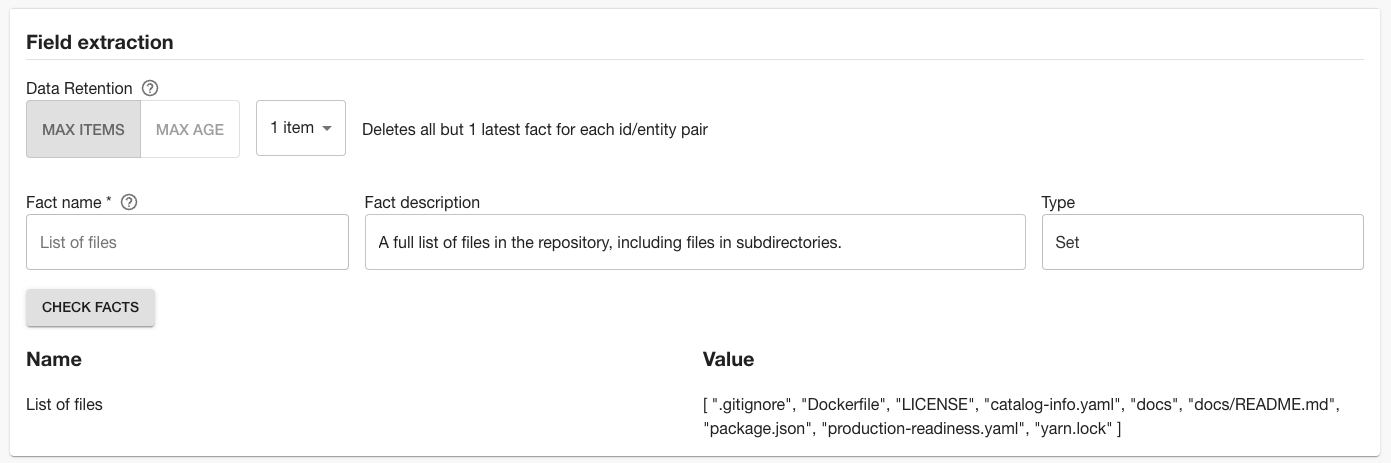 Field extraction
Data Retention ?
MAX ITEMS MAX AGE 1 item Deletes all but 1 latest fact for each id/entity pair
Fact name * ? Fact description Type
List of files A full list of files in the repository, including files in subdirectories. Set
CHECK FACTS
Name Value
List of files [ ".gitignore", "Dockerfile", "LICENSE", "catalog-info.yaml", "docs", "docs/README.md",
"package.json", "production-readiness.yaml", "yarn.lock" ]